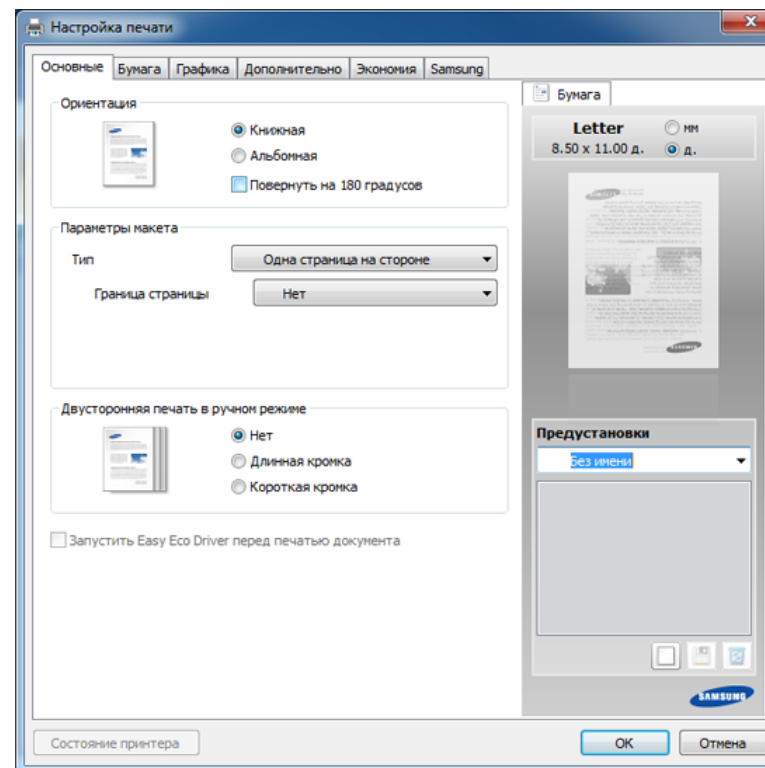 Настройка печати
Основные Бумага Графика Дополнительно Экономия Samsung
Ориентация
Книжная
Альбомная
Повернуть на 180 градусов
Параметры макета
Тип Одна страница на стороне
Граница страницы Нет
Двусторонняя печать в ручном режиме
Нет
Длинная кромка
Короткая кромка
Запустить Easy Eco Driver перед печатью документа
Бумага
Letter мм
8.50 x 11.00 д. д.
Предустановки
Без имени
SAMSUNG
Состояние принтера OK Отмена